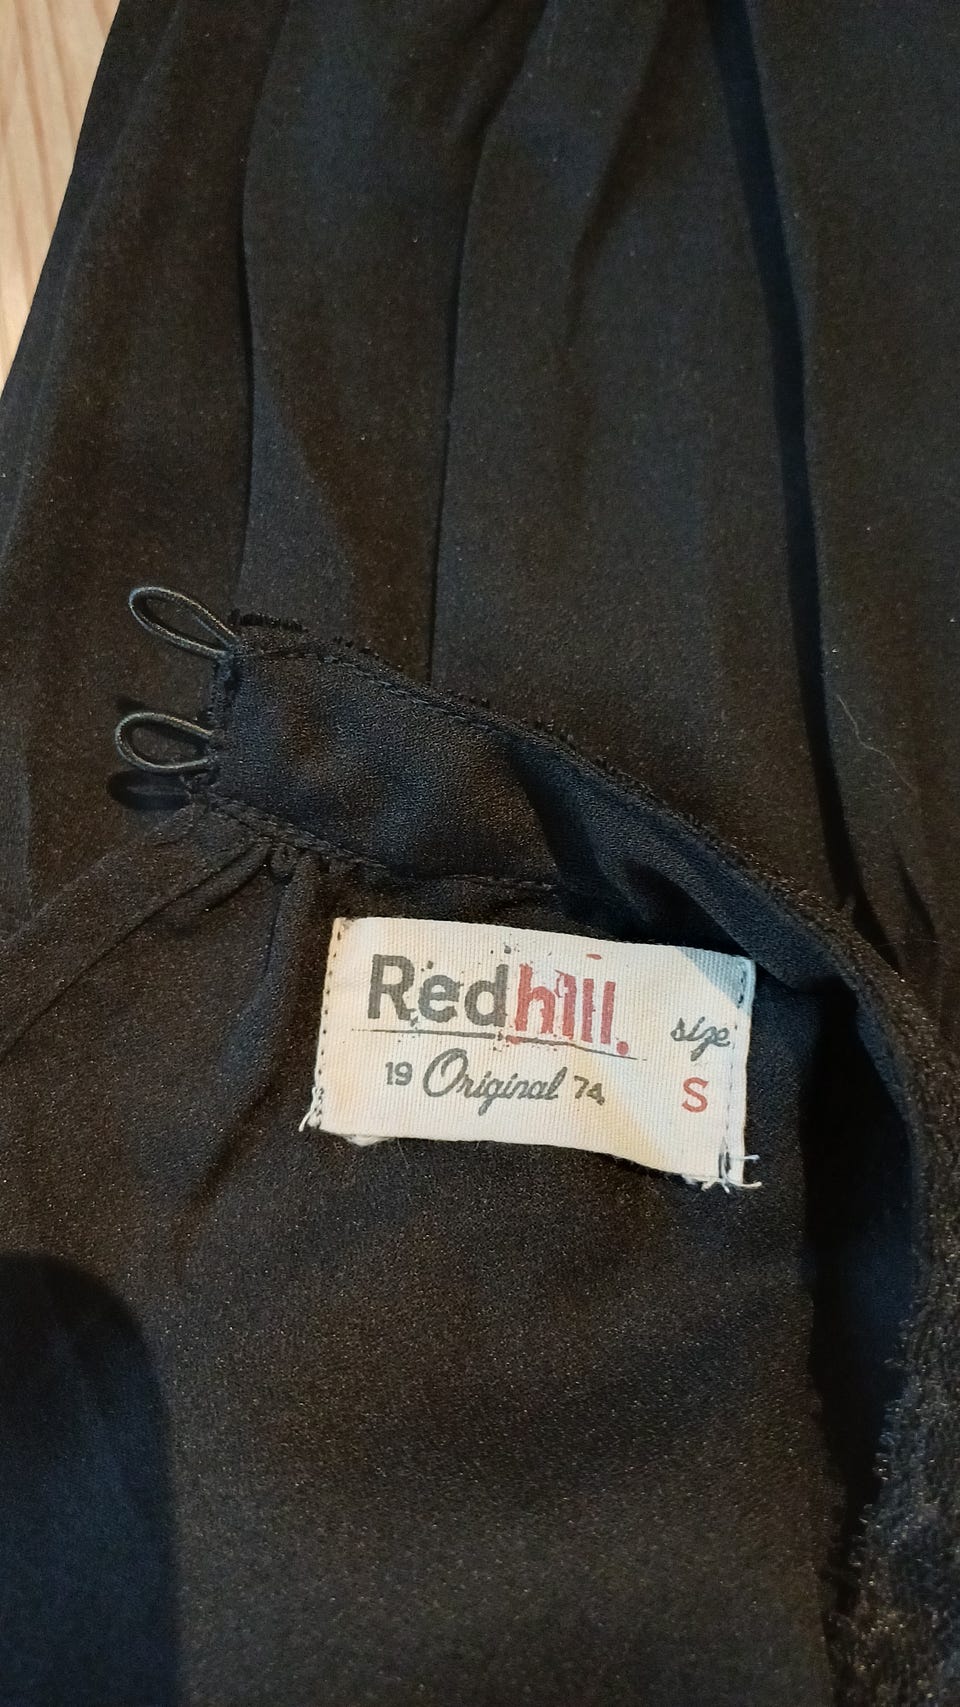 Redhill.
size
19 Original 74
S